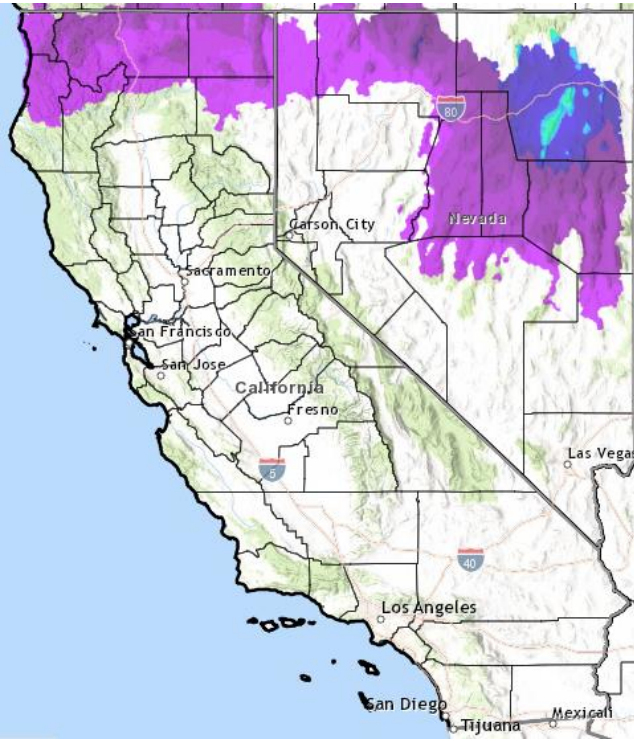 80
Nevada
Carson City
Sacramento
San Francisco
San Jose
California
Fresno
5
Las Vegas
40
Los Angeles
San Diego
Tijuana
Mexicali